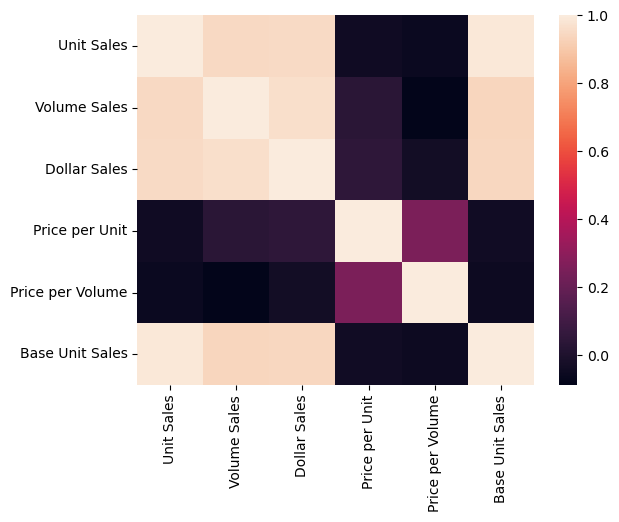 Unit Sales
Volume Sales
Dollar Sales
Price per Unit
Price per Volume
Base Unit Sales
Unit Sales
Volume Sales
Dollar Sales
Price per Unit
Price per Volume
Base Unit Sales
1.0
0.8
0.6
0.4
0.2
0.0